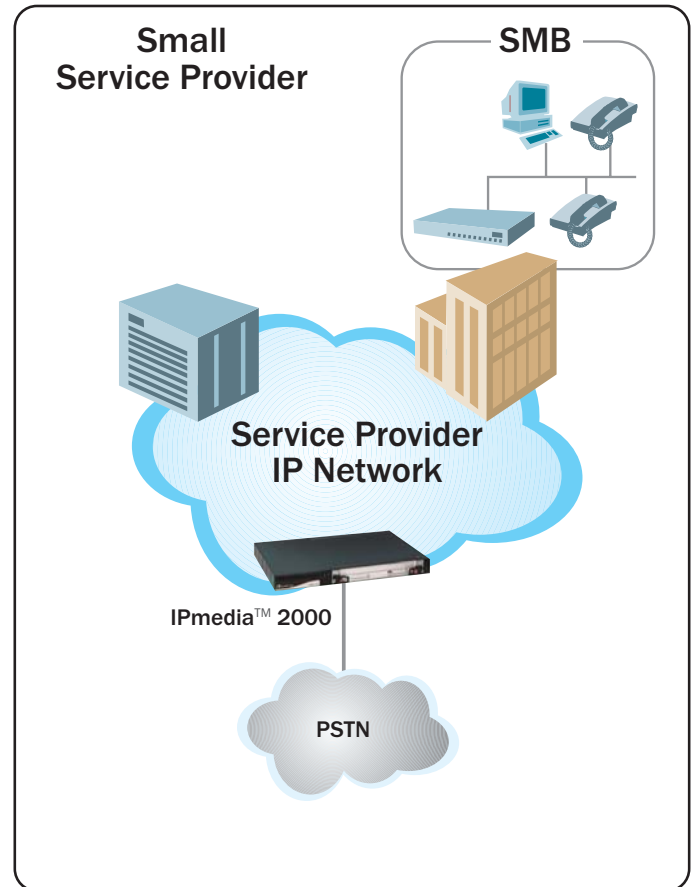 Small
Service Provider
SMB
Service Provider
IP Network
IPmedia™ 2000
PSTN